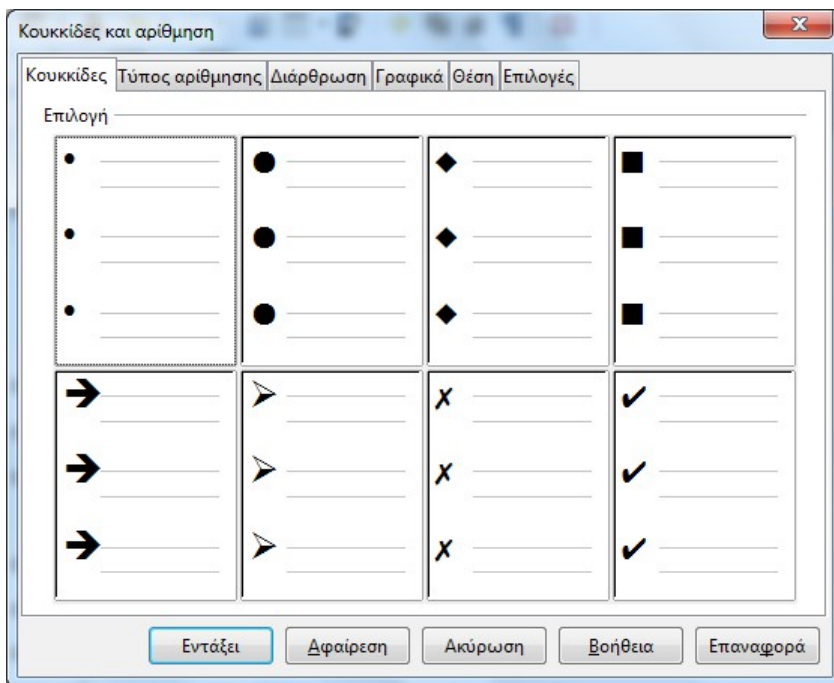 Κουκκίδες και αρίθμηση
Κουκκίδες Τύπος αρίθμησης Διάρθρωση Γραφικά Θέση Επιλογές
Επιλογή
Εντάξει Αφαίρεση Ακύρωση Βοήθεια Επαναφορά